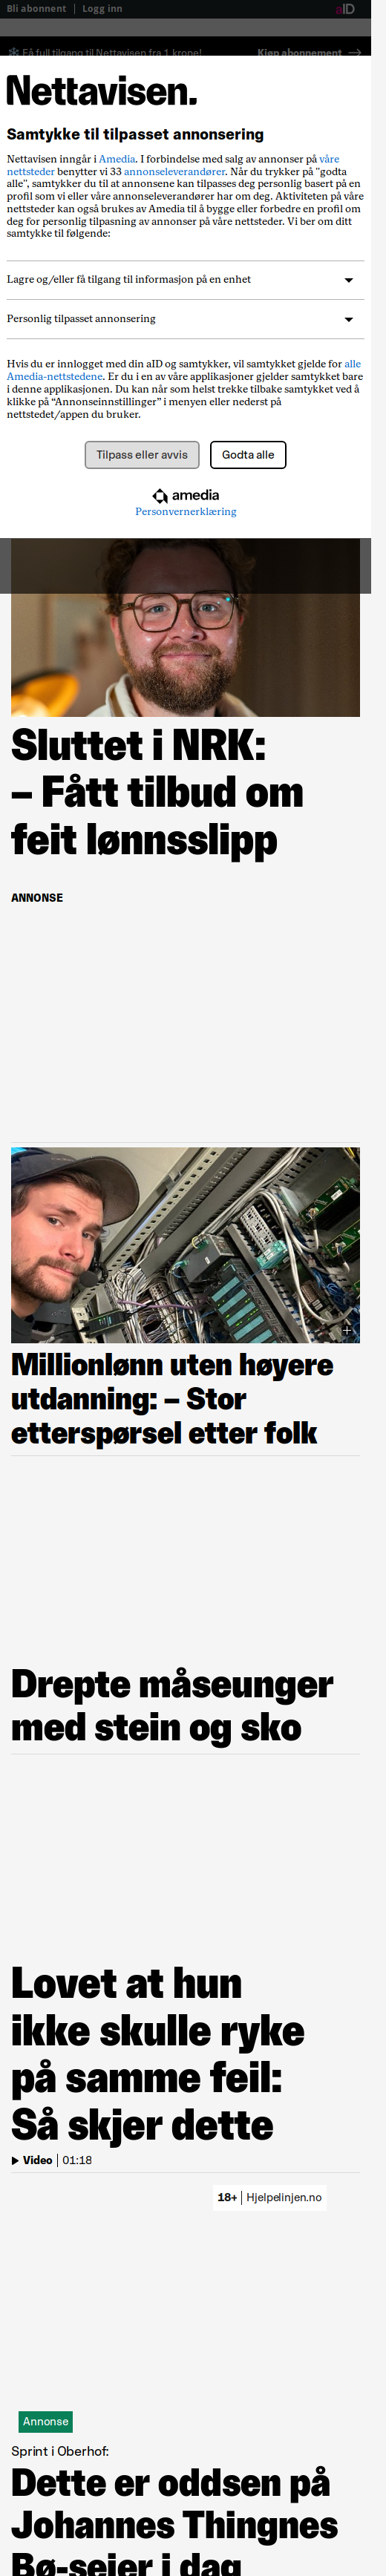 Bli abonnent | Logg inn
aID
Få full tilgang til Nettavisen fra 1 krone!
Kjøp abonnement
Nettavisen.
Samtykke til tilpasset annonsering
Nettavisen inngår i Amedia. I forbindelse med salg av annonser på våre
nettsteder benytter vi 33 annonseleverandører. Når du trykker på "godta
alle", samtykker du til at annonsene kan tilpasses deg personlig basert på en
profil som vi eller våre annonseleverandører har om deg. Aktiviteten på våre
nettsteder kan også brukes av Amedia til å bygge eller forbedre en profil om
deg for personlig tilpasning av annonser på våre nettsteder. Vi ber om ditt
samtykke til følgende:
Lagre og/eller få tilgang til informasjon på en enhet
Personlig tilpasset annonsering
Hvis du er innlogget med din aID og samtykker, vil samtykket gjelde for alle
Amedia-nettstedene. Er du i en av våre applikasjoner gjelder samtykket bare
i denne applikasjonen. Du kan når som helst trekke tilbake samtykket ved å
klikke på “Annonseinnstillinger” i menyen eller nederst på
nettstedet/appen du bruker.
Tilpass eller avvis
Godta alle
amedia
Personvernerklæring
Sluttet i NRK:
– Fått tilbud om
feit lønnsslipp
ANNONSE
Millionlønn uten høyere
utdanning: – Stor
etterspørsel etter folk
Drepte måseunger
med stein og sko
Lovet at hun
ikke skulle ryke
på samme feil:
Så skjer dette
Video | 01:18
18+ | Hjelpelinjen.no
Annonse
Sprint i Oberhof:
Dette er oddsen på
Johannes Thingnes
Bø-seier i dag